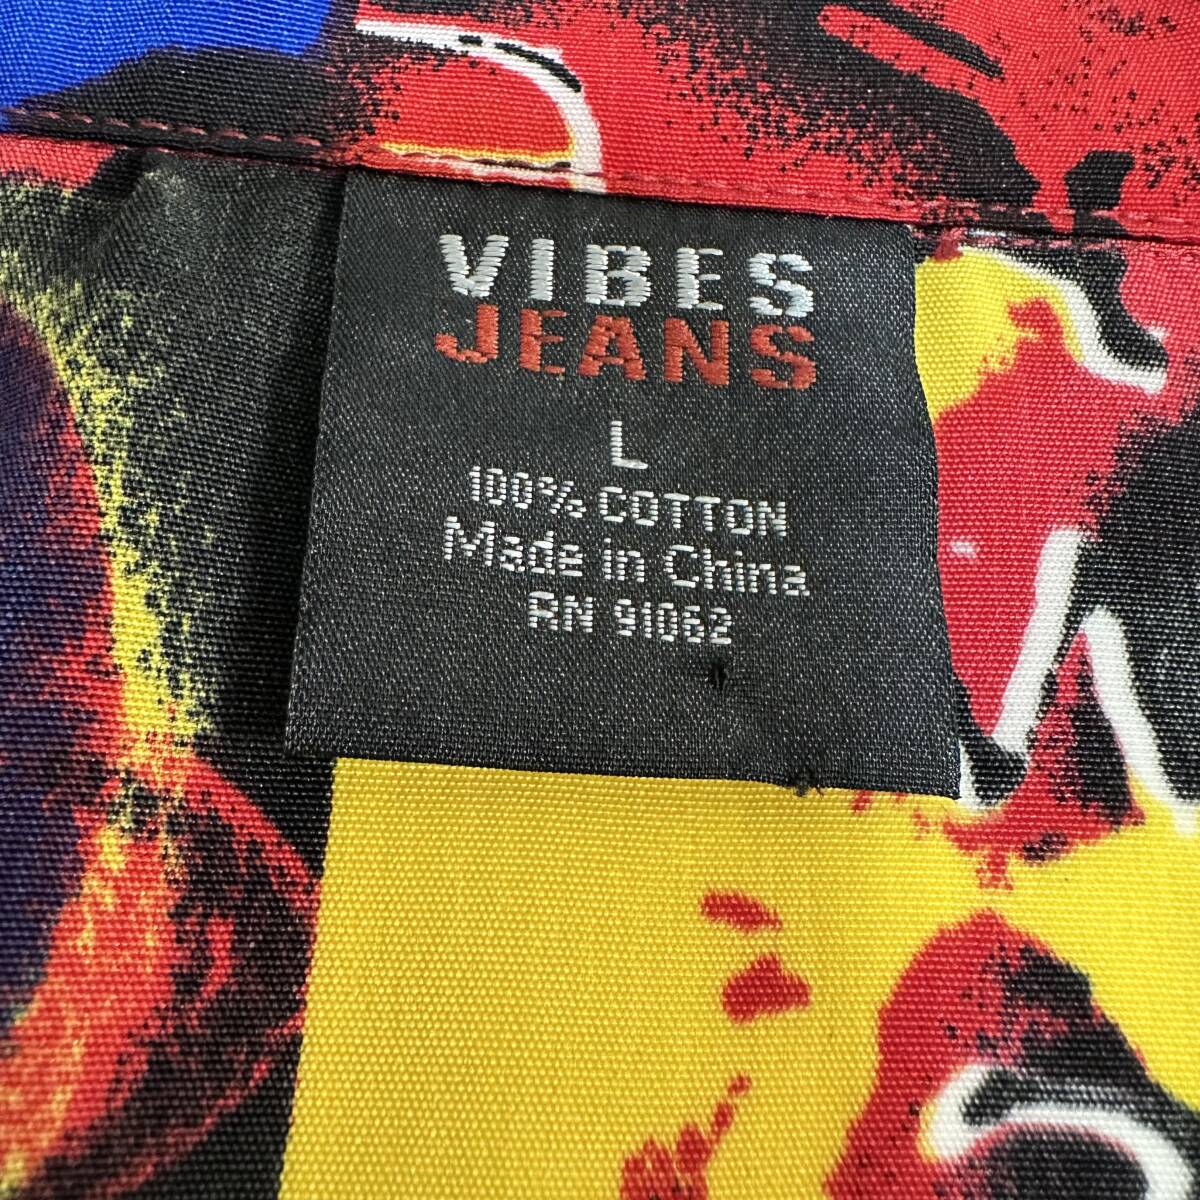 VIBES
JEANS
L
100% COTTON
Made in China
RN 91062